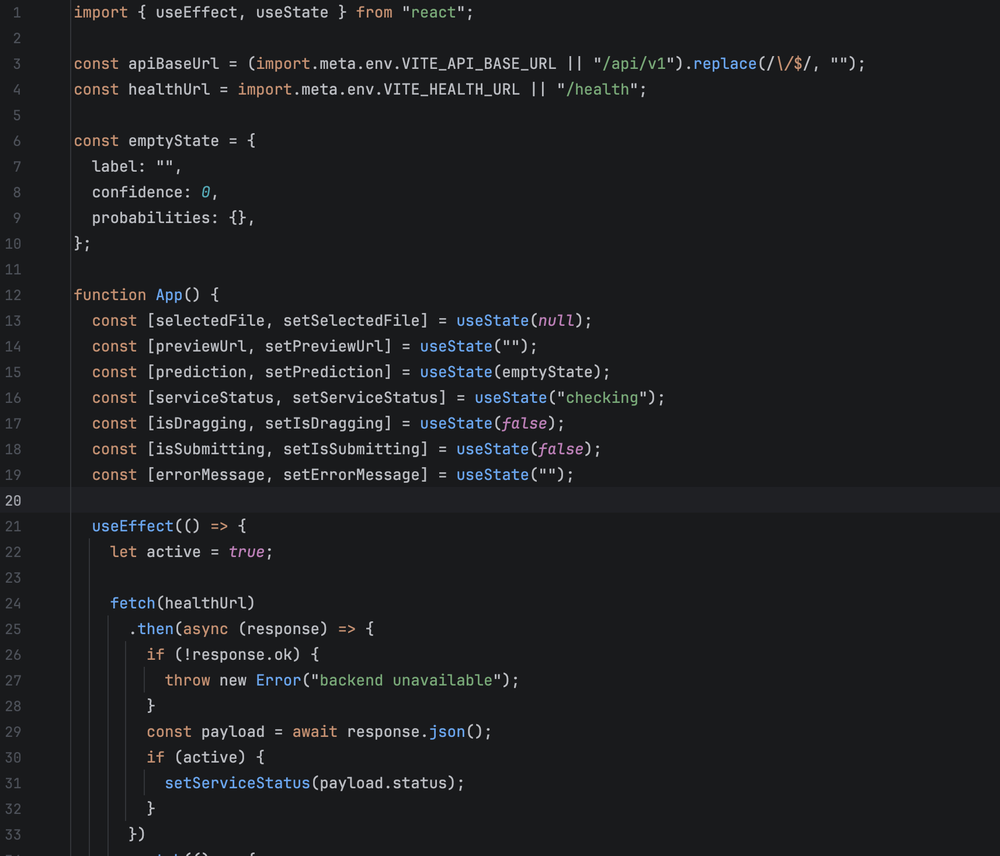 1 import { useEffect, useState } from "react";
2
3 const apiBaseUrl = (import.meta.env.VITE_API_BASE_URL || "/api/v1").replace(/\/$/, "");
4 const healthUrl = import.meta.env.VITE_HEALTH_URL || "/health";
5
6 const emptyState = {
7   label: "",
8   confidence: 0,
9   probabilities: {},
10 };
11
12 function App() {
13   const [selectedFile, setSelectedFile] = useState(null);
14   const [previewUrl, setPreviewUrl] = useState("");
15   const [prediction, setPrediction] = useState(emptyState);
16   const [serviceStatus, setServiceStatus] = useState("checking");
17   const [isDragging, setIsDragging] = useState(false);
18   const [isSubmitting, setIsSubmitting] = useState(false);
19   const [errorMessage, setErrorMessage] = useState("");
20
21   useEffect(() => {
22     let active = true;
23
24     fetch(healthUrl)
25       .then(async (response) => {
26         if (!response.ok) {
27           throw new Error("backend unavailable");
28         }
29         const payload = await response.json();
30         if (active) {
31           setServiceStatus(payload.status);
32         }
33       })